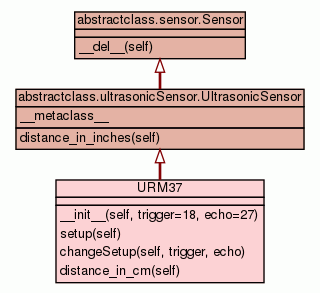 abstractclass.sensor.Sensor
__del__(self)
abstractclass.ultrasonicSensor.UltrasonicSensor
__metaclass__
distance_in_inches(self)
URM37
__init__(self, trigger=18, echo=27)
setup(self)
changeSetup(self, trigger, echo)
distance_in_cm(self)